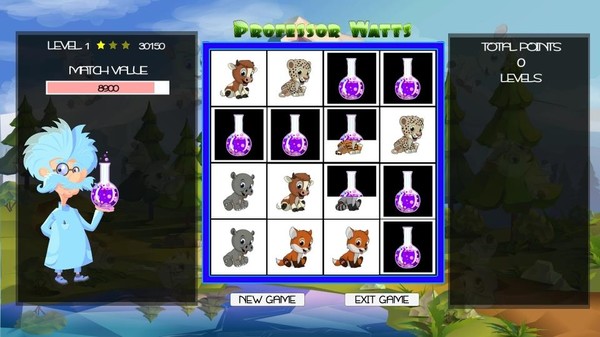 PROFESSOR WATTS
LEVEL 1 30150
MATCH VALUE
8900
TOTAL POINTS
0
LEVELS
NEW GAME EXIT GAME